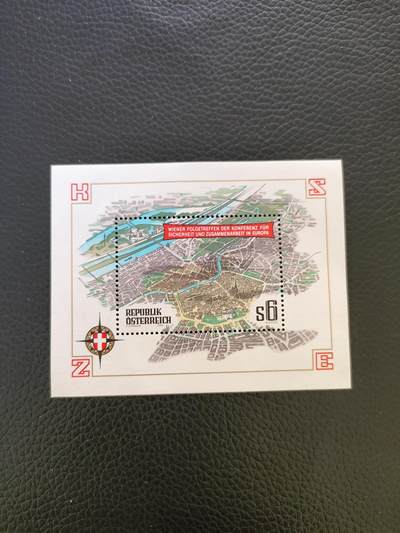 K S
WIENER FOLGETREFFEN DER KONFERENZ FÜR
SICHERHEIT UND ZUSAMMENARBEIT IN EUROPA
REPUBLIK
ÖSTERREICH
S6
Z E